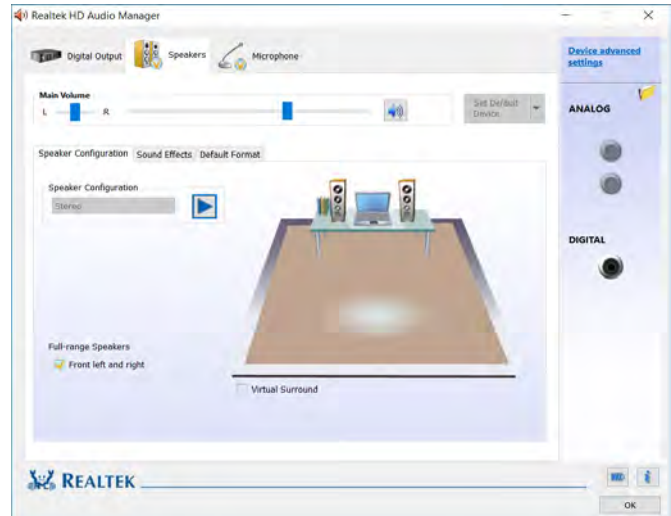 Realtek HD Audio Manager
Digital Output
Speakers
Microphone
Device advanced
settings
Main Volume
L
R
Set Default
Device
ANALOG
Speaker Configuration
Sound Effects
Default Format
Speaker Configuration
Stereo
DIGITAL
Full-range Speakers
Front left and right
Virtual Surround
REALTEK
OK